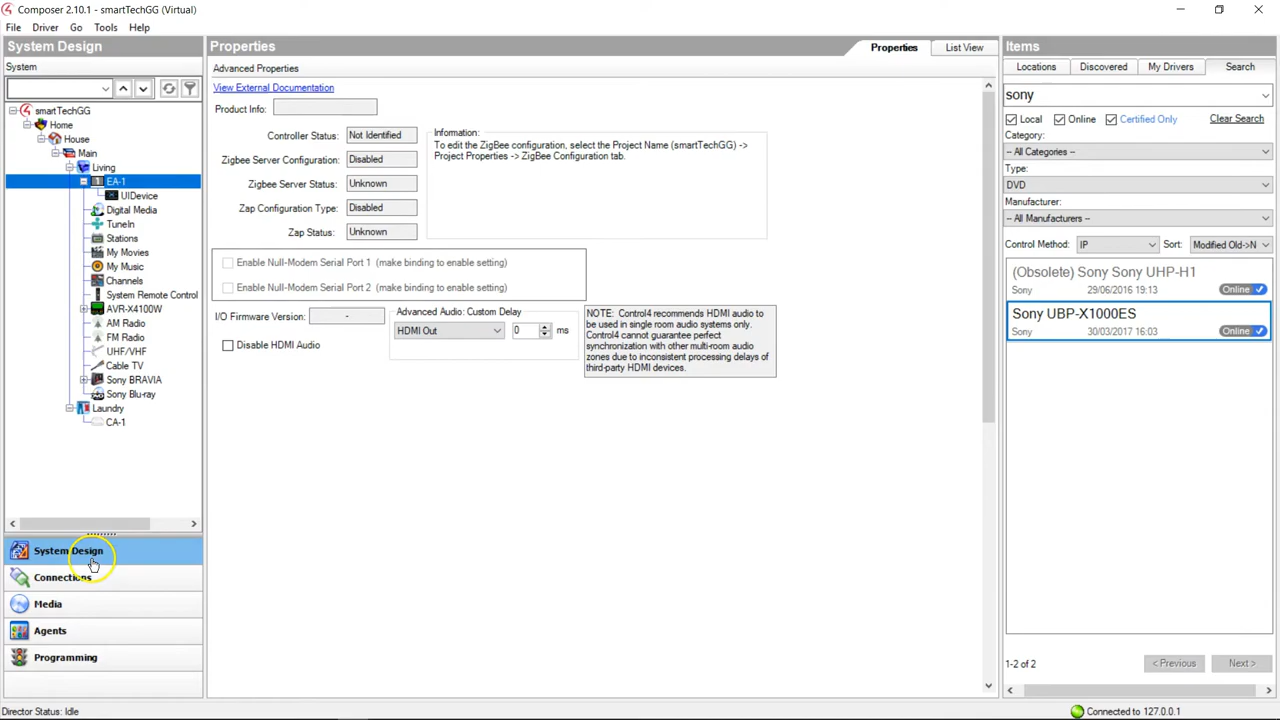 Composer 2.10.1 - smartTechGG (Virtual)
File Driver Go Tools Help
System Design
System
smartTechGG
Home
House
Main
Living
EA-1
UIDevice
Digital Media
TuneIn
Stations
My Movies
My Music
Channels
System Remote Control
AVR-X4100W
AM Radio
FM Radio
UHF/VHF
Cable TV
Sony BRAVIA
Sony Blu-ray
Laundry
CA-1
System Design
Connections
Media
Agents
Programming
Director Status: Idle
Properties
Properties List View
Advanced Properties
View External Documentation
Product Info:
Controller Status: Not Identified
Zigbee Server Configuration: Disabled
Zigbee Server Status: Unknown
Zap Configuration Type: Disabled
Zap Status: Unknown
Information:
To edit the ZigBee configuration, select the Project Name (smartTechGG) ->
Project Properties -> ZigBee Configuration tab.
Enable Null-Modem Serial Port 1 (make binding to enable setting)
Enable Null-Modem Serial Port 2 (make binding to enable setting)
I/O Firmware Version: -
Disable HDMI Audio
Advanced Audio: Custom Delay
HDMI Out 0 ms
NOTE: Control4 recommends HDMI audio to
be used in single room audio systems only.
Control4 cannot guarantee perfect
synchronization with other multi-room audio
zones due to inconsistent processing delays of
third-party HDMI devices.
Items
Locations Discovered My Drivers Search
sony
Local Online Certified Only Clear Search
Category:
-- All Categories --
Type:
DVD
Manufacturer:
-- All Manufacturers --
Control Method: IP Sort: Modified Old->N
(Obsolete) Sony Sony UHP-H1
Sony 29/06/2016 19:13 Online
Sony UBP-X1000ES
Sony 30/03/2017 16:03 Online
1-2 of 2 < Previous Next >
Connected to 127.0.0.1